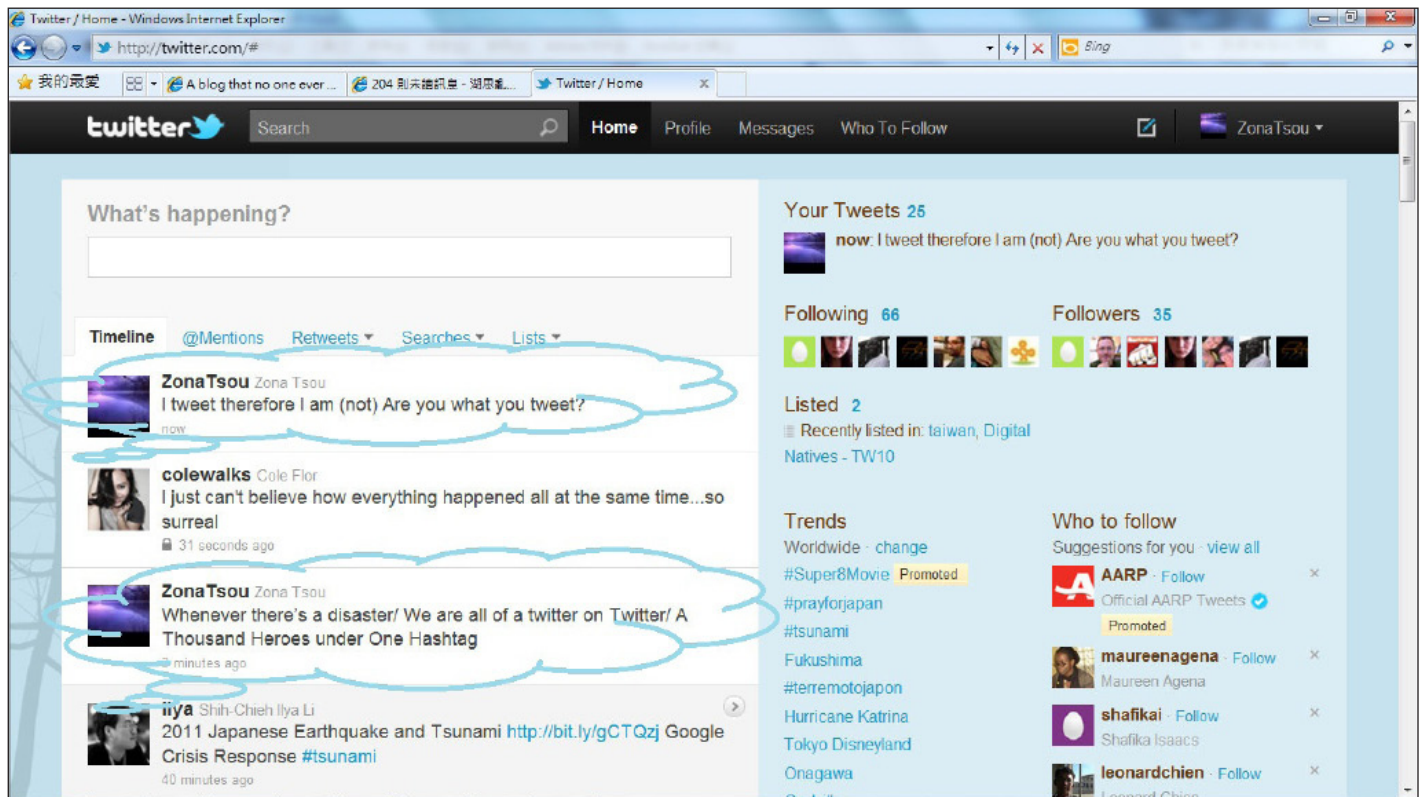 Twitter / Home - Windows Internet Explorer
http://twitter.com/#
Bing
我的最愛
A blog that no one ever ...
204 則未讀訊息 -
Twitter / Home
twitter
Search
Home Profile Messages Who To Follow
ZonaTsou
What's happening?
Timeline @Mentions Retweets Searches Lists
ZonaTsou Zona Tsou
I tweet therefore I am (not) Are you what you tweet?
now
colewalks Cole Flor
I just can't believe how everything happened all at the same time...so
surreal
31 seconds ago
ZonaTsou Zona Tsou
Whenever there's a disaster/ We are all of a twitter on Twitter/ A
Thousand Heroes under One Hashtag
minutes ago
ilya Shih-Chieh Ilya Li
2011 Japanese Earthquake and Tsunami http://bit.ly/gCTQzj Google
Crisis Response #tsunami
40 minutes ago
Your Tweets 25
now: I tweet therefore I am (not) Are you what you tweet?
Following 66
Followers 35
Listed 2
Recently listed in: taiwan, Digital
Natives - TW10
Trends
Worldwide · change
#Super8Movie Promoted
#prayforjapan
#tsunami
Fukushima
#terremotojapon
Hurricane Katrina
Tokyo Disneyland
Onagawa
Who to follow
Suggestions for you · view all
AARP · Follow
Official AARP Tweets
Promoted
maureenagena · Follow
Maureen Agena
shafikai · Follow
Shafika Isaacs
leonardchien · Follow